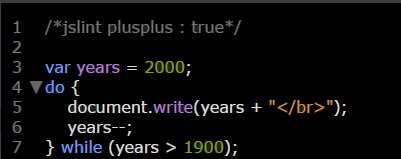 1 /*jslint plusplus : true*/
2
3 var years = 2000;
4 ▼ do {
5 document.write(years + "</br>");
6 years--;
7 } while (years > 1900);